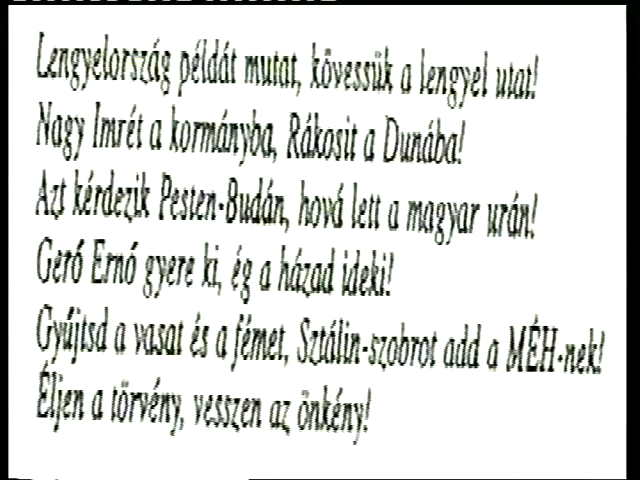 Lengyelország példát mutat, kövessük a lengyel utat!
Nagy Imrét a kormányba, Rákosit a Dunába!
Azt kérdezik Pesten-Budán, hová lett a magyar urán!
Gerő Ernő gyere ki, ég a házad ideki!
Gyűjtsd a vasat és a fémet, Sztálin-szobrot add a MÉH-nek!
Éljen a törvény, vesszen az önkény!